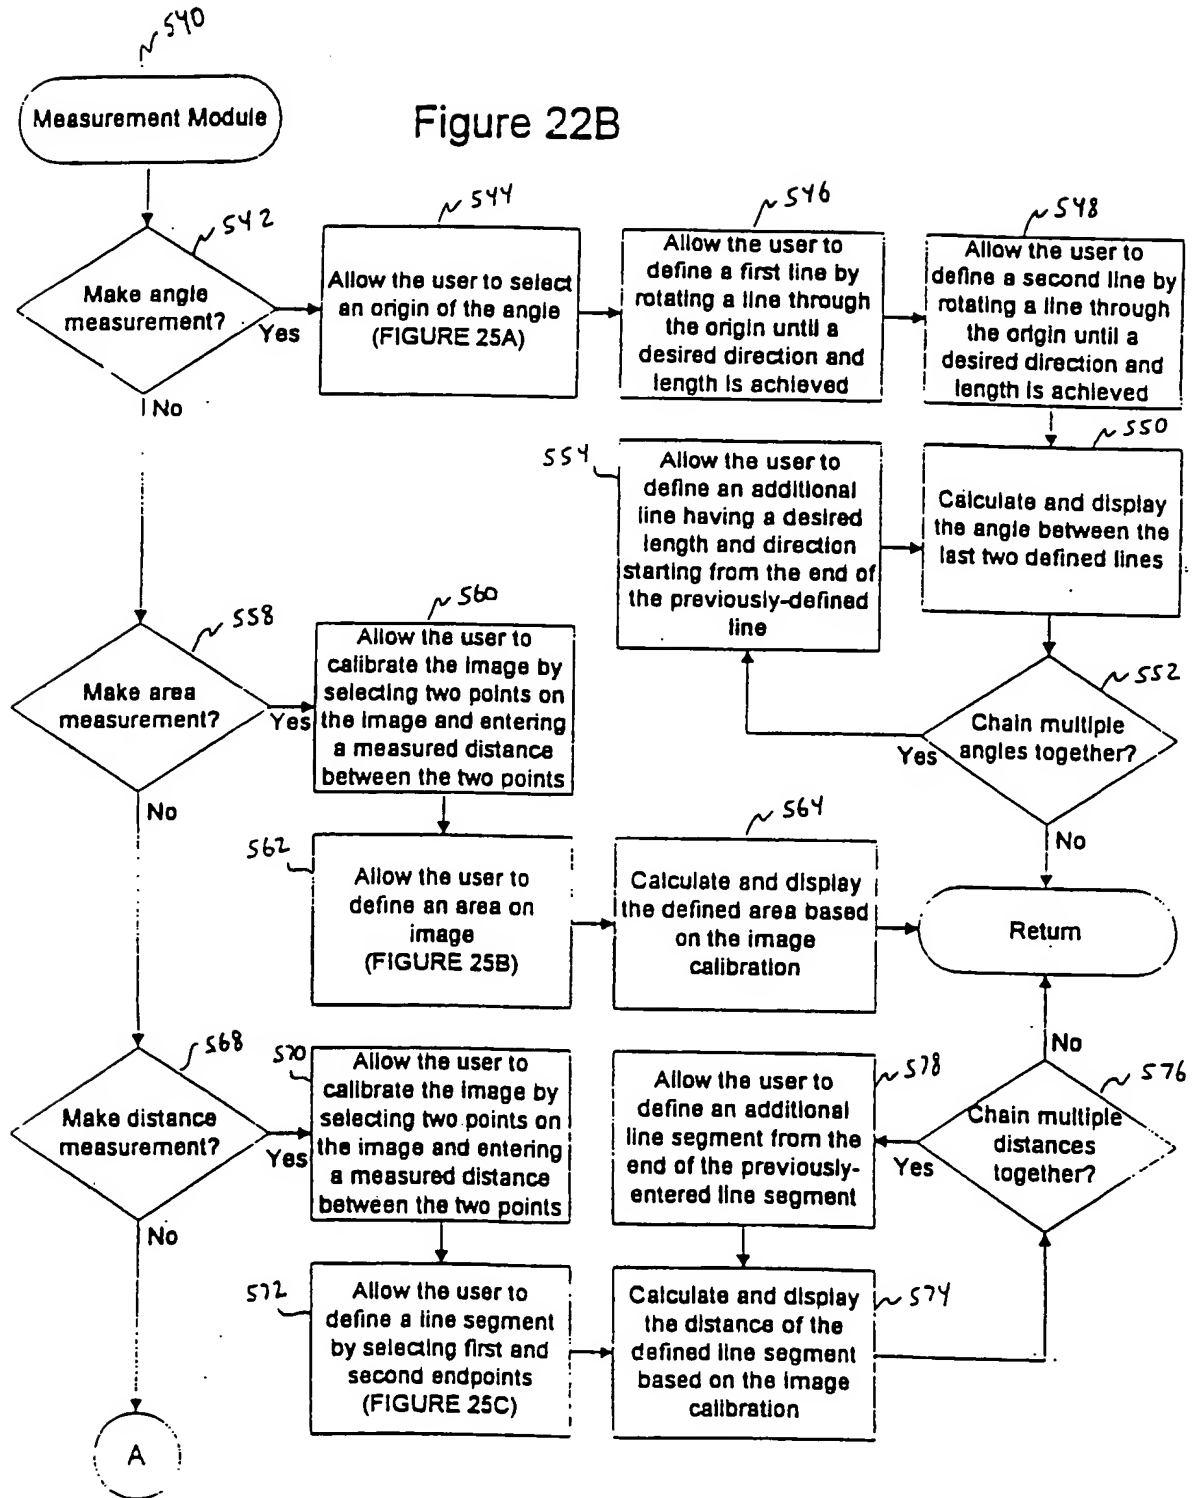 540
Measurement Module
Figure 22B
542
Make angle
measurement?
Yes
No
544
Allow the user to select
an origin of the angle
(FIGURE 25A)
546
Allow the user to
define a first line by
rotating a line through
the origin until a
desired direction and
length is achieved
548
Allow the user to
define a second line by
rotating a line through
the origin until a
desired direction and
length is achieved
550
Calculate and display
the angle between the
last two defined lines
554
Allow the user to
define an additional
line having a desired
length and direction
starting from the end of
the previously-defined
line
552
Chain multiple
angles together?
Yes
No
558
Make area
measurement?
Yes
No
560
Allow the user to
calibrate the image by
selecting two points on
the image and entering
a measured distance
between the two points
562
Allow the user to
define an area on
image
(FIGURE 25B)
564
Calculate and display
the defined area based
on the image
calibration
Return
568
Make distance
measurement?
Yes
No
570
Allow the user to
calibrate the image by
selecting two points on
the image and entering
a measured distance
between the two points
572
Allow the user to
define a line segment
by selecting first and
second endpoints
(FIGURE 25C)
574
Calculate and display
the distance of the
defined line segment
based on the image
calibration
578
Allow the user to
define an additional
line segment from the
end of the previously-
entered line segment
576
Chain multiple
distances
together?
Yes
No
A